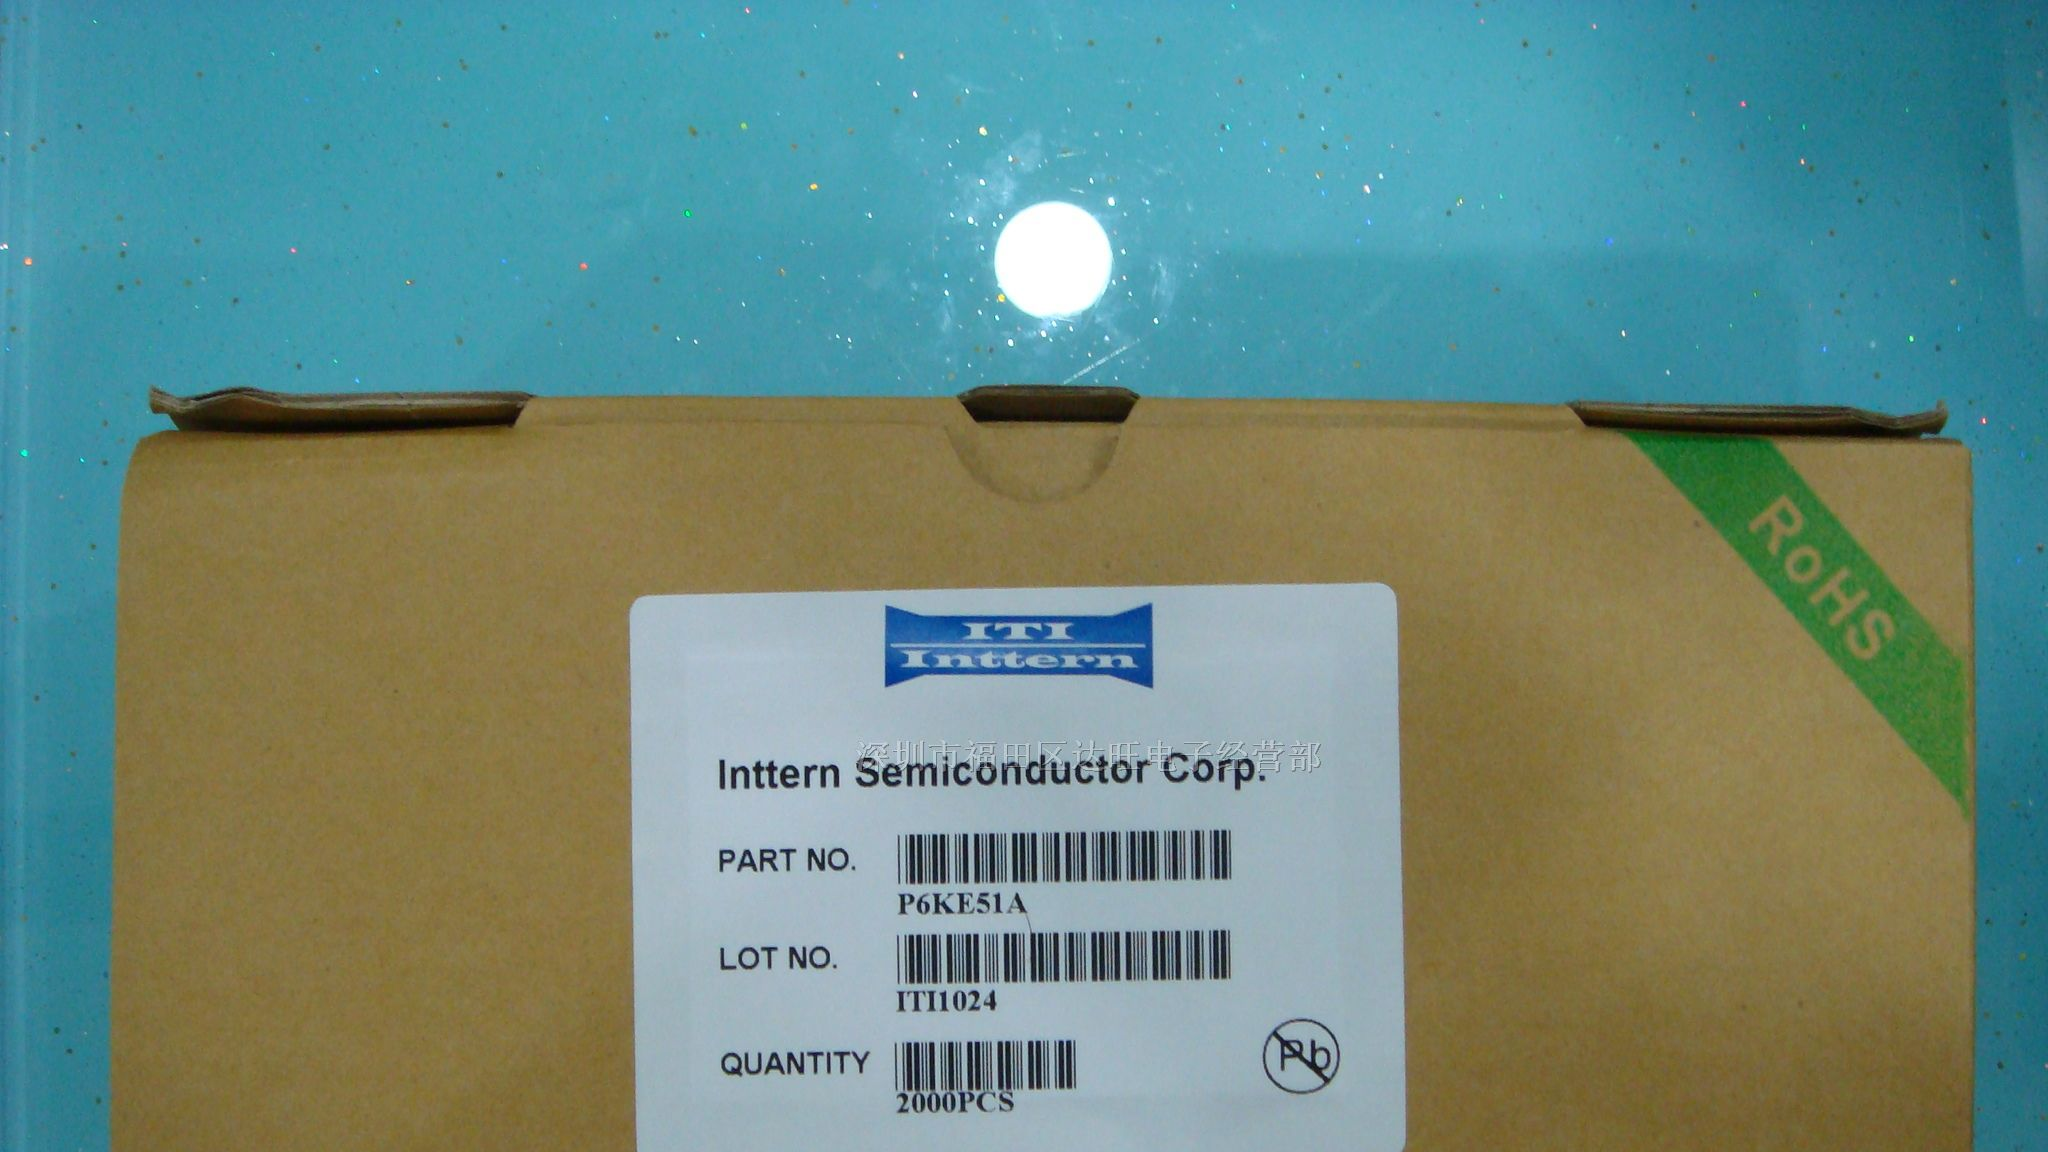 RoHS
ITI
Inttern
深圳市福田区达旺电子经营部
Inttern Semiconductor Corp.
PART NO.
P6KE51A
LOT NO.
ITI1024
QUANTITY
2000PCS
Pb